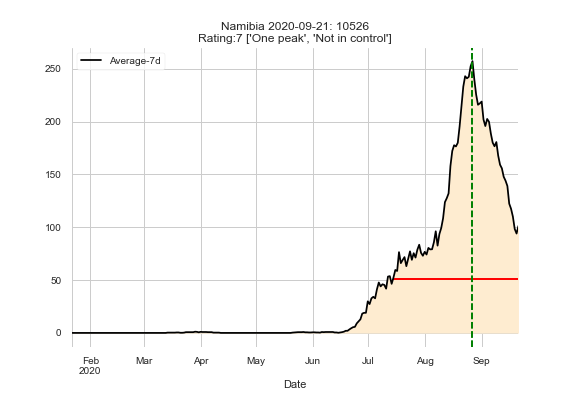 Namibia 2020-09-21: 10526
Rating:7 ['One peak', 'Not in control']
Average-7d
250
200
150
100
50
0
Feb Mar Apr May Jun Jul Aug Sep
2020
Date